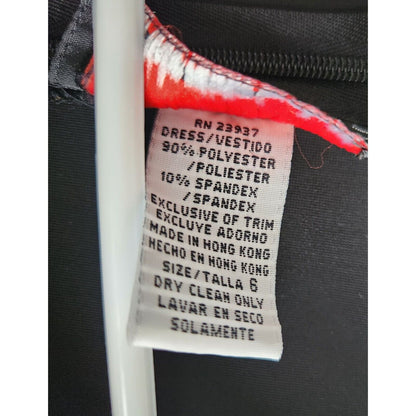 RN 23937
DRESS/VESTIDO
90% POLYESTER
/POLIESTER
10% SPANDEX
/SPANDEX
EXCLUSIVE OF TRIM
EXCLUYE ADORNO
MADE IN HONG KONG
HECHO EN HONG KONG
SIZE/TALLA 6
DRY CLEAN ONLY
LAVAR EN SECO
SOLAMENTE